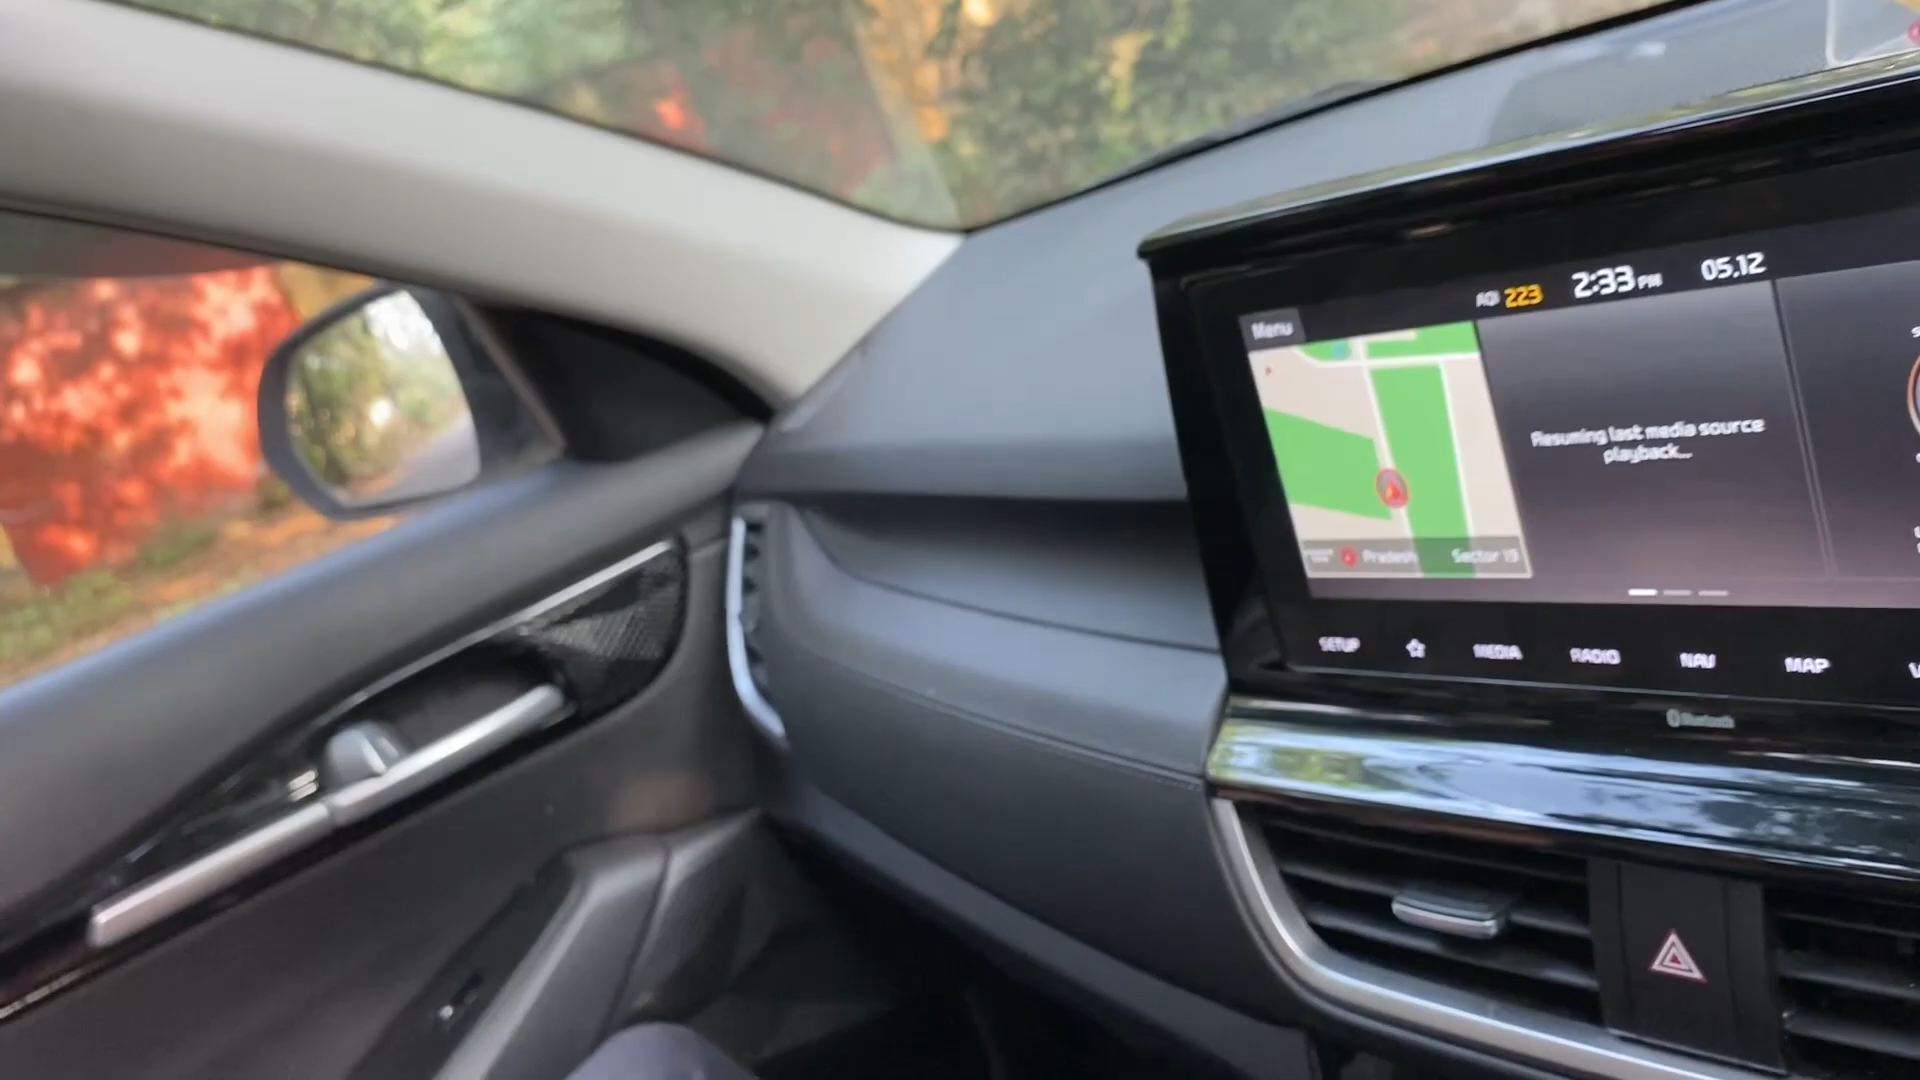 AQI 223 2:33 PM 05.12
Menu
Resuming last media source
playback...
Pradesh Sector 19
SETUP MEDIA RADIO NAV MAP
Bluetooth